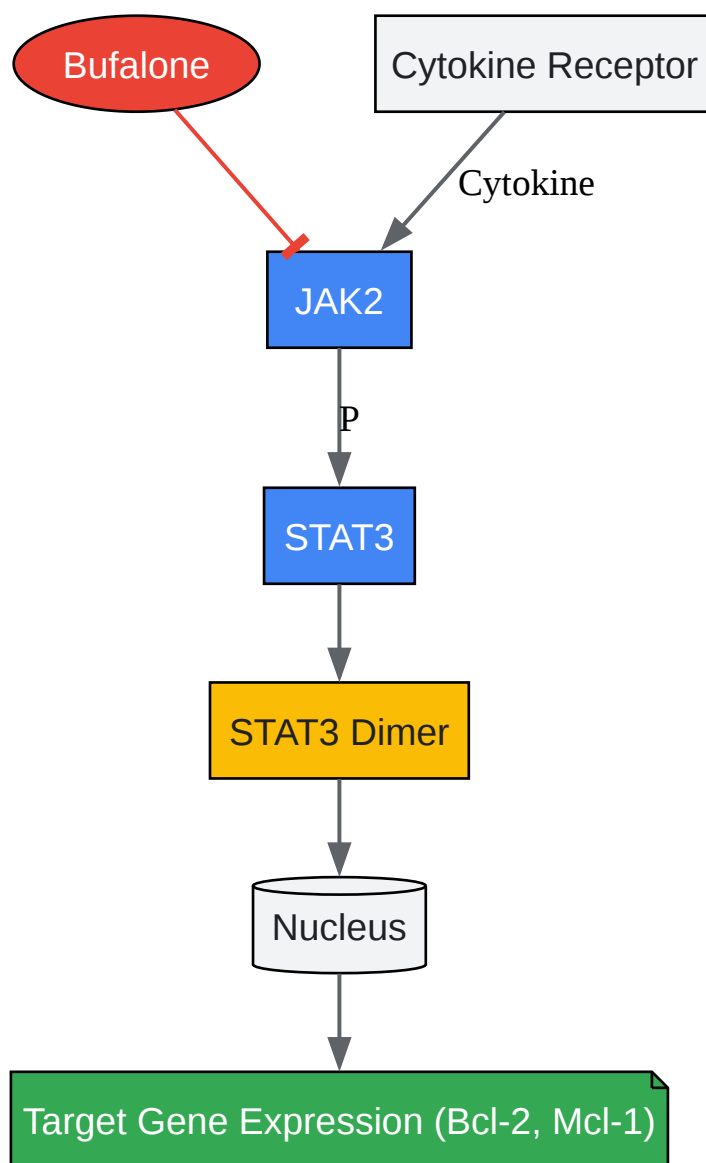 Bufalone
Cytokine Receptor
Cytokine
JAK2
P
STAT3
STAT3 Dimer
Nucleus
Target Gene Expression (Bcl-2, Mcl-1)